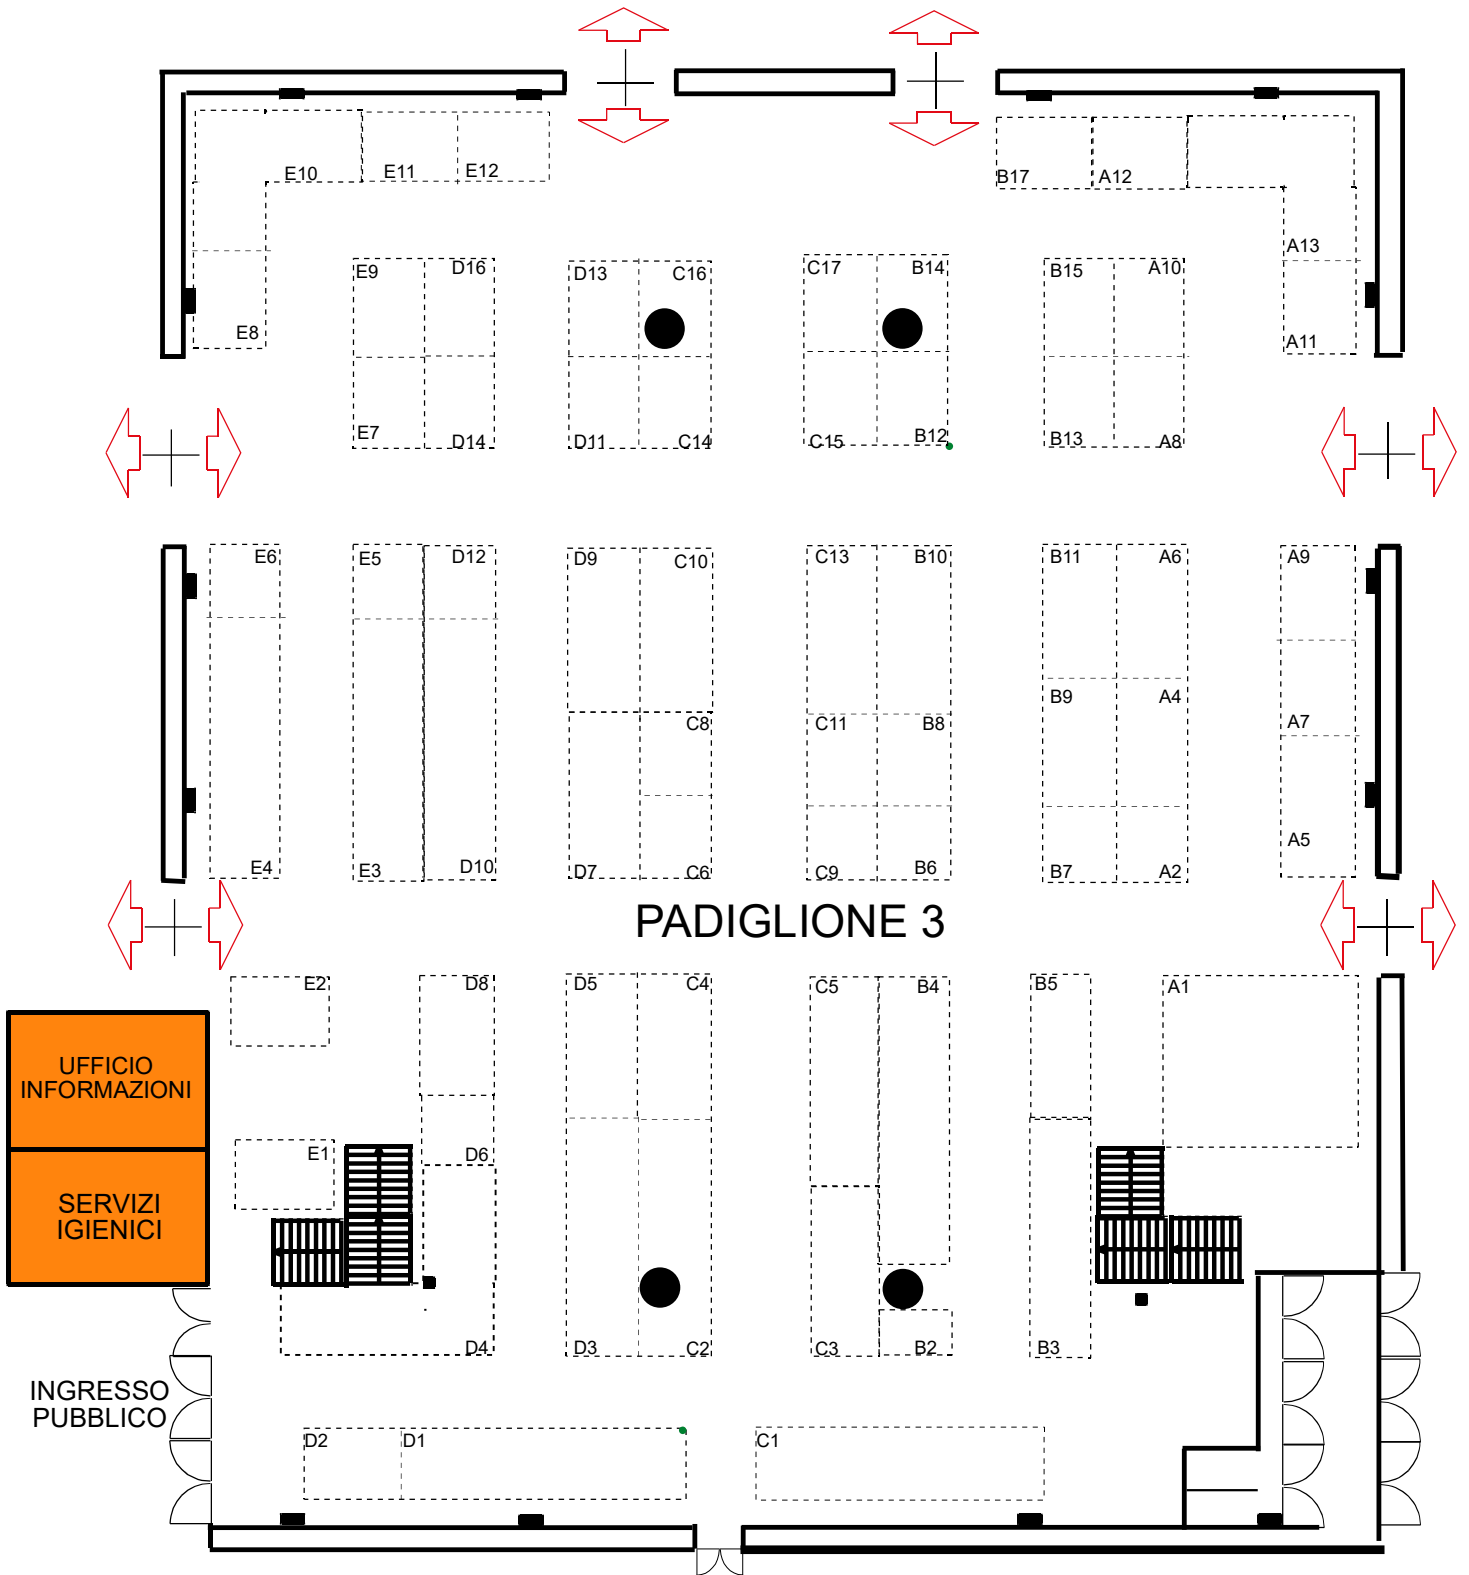 E10
E11
E12
B17
A12
A13
E8
A11
E9
D16
D13
C16
C17
B14
B15
A10
E7
D14
D11
C14
C15
B12
B13
A8
E6
E5
D12
D9
C10
C13
B10
B11
A6
A9
C8
C11
B8
B9
A4
A7
E4
E3
D10
D7
C6
C9
B6
B7
A2
A5
PADIGLIONE 3
E2
D8
D5
C4
C5
B4
B5
A1
UFFICIO
INFORMAZIONI
E1
D6
SERVIZI
IGIENICI
D4
D3
C2
C3
B2
B3
INGRESSO
PUBBLICO
D2
D1
C1